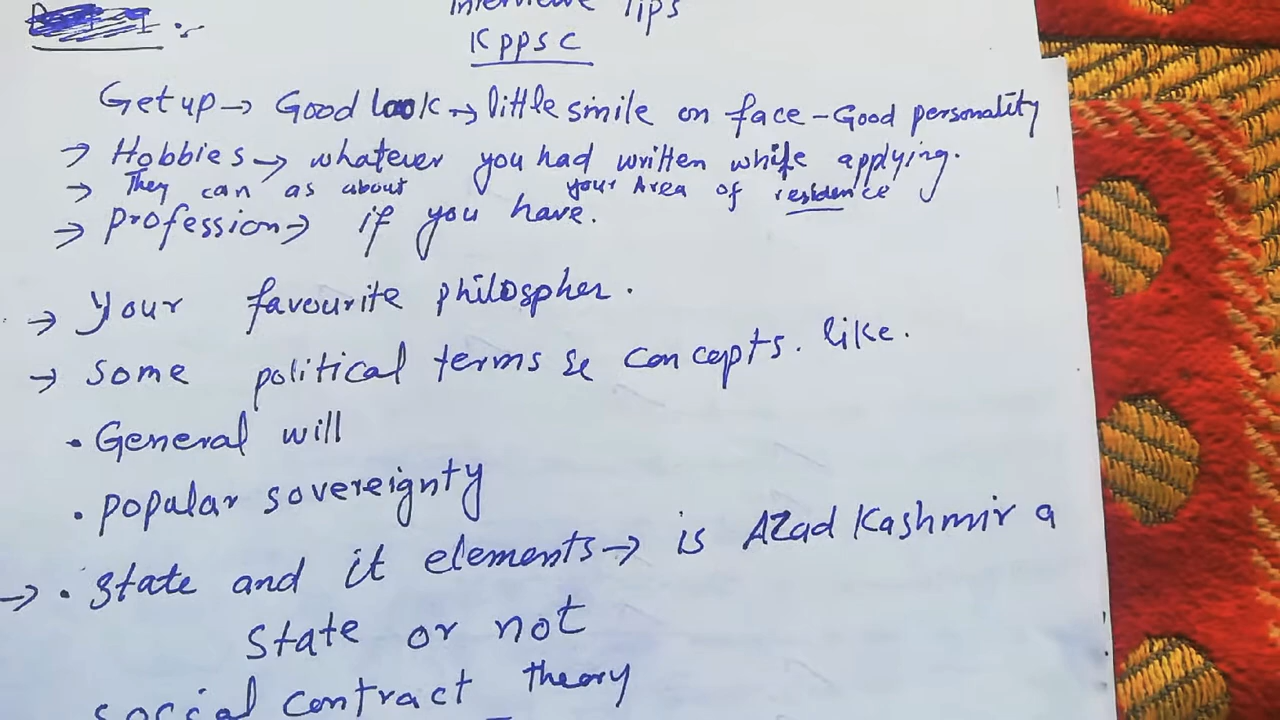 Interviewe Tips
KPPSC
Getup → Good look → little smile on face - Good personality
→ Hobbies → whatever you had written while applying.
→ They can as about your Area of residence
→ profession → if you have.
→ Your favourite philospher.
→ some political terms se concepts. like.
• General will
• popular sovereignty
→ • state and it elements → is Azad Kashmir a
state or not
social contract theory